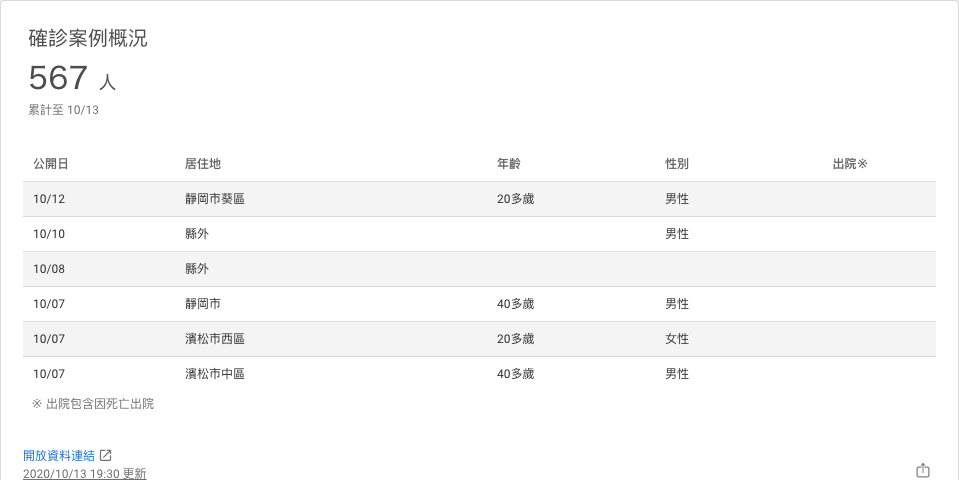 確診案例概況
567 人
累計至 10/13
公開日 居住地 年齡 性別 出院※
10/12 靜岡市葵區 20多歲 男性
10/10 縣外 男性
10/08 縣外
10/07 靜岡市 40多歲 男性
10/07 濱松市西區 20多歲 女性
10/07 濱松市中區 40多歲 男性
※ 出院包含因死亡出院
開放資料連結
2020/10/13 19:30 更新